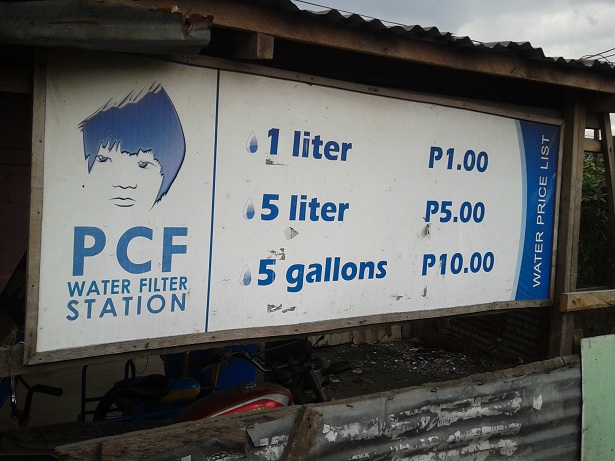 PCF
WATER FILTER
STATION
1 liter P1.00
5 liter P5.00
5 gallons P10.00
WATER PRICE LIST